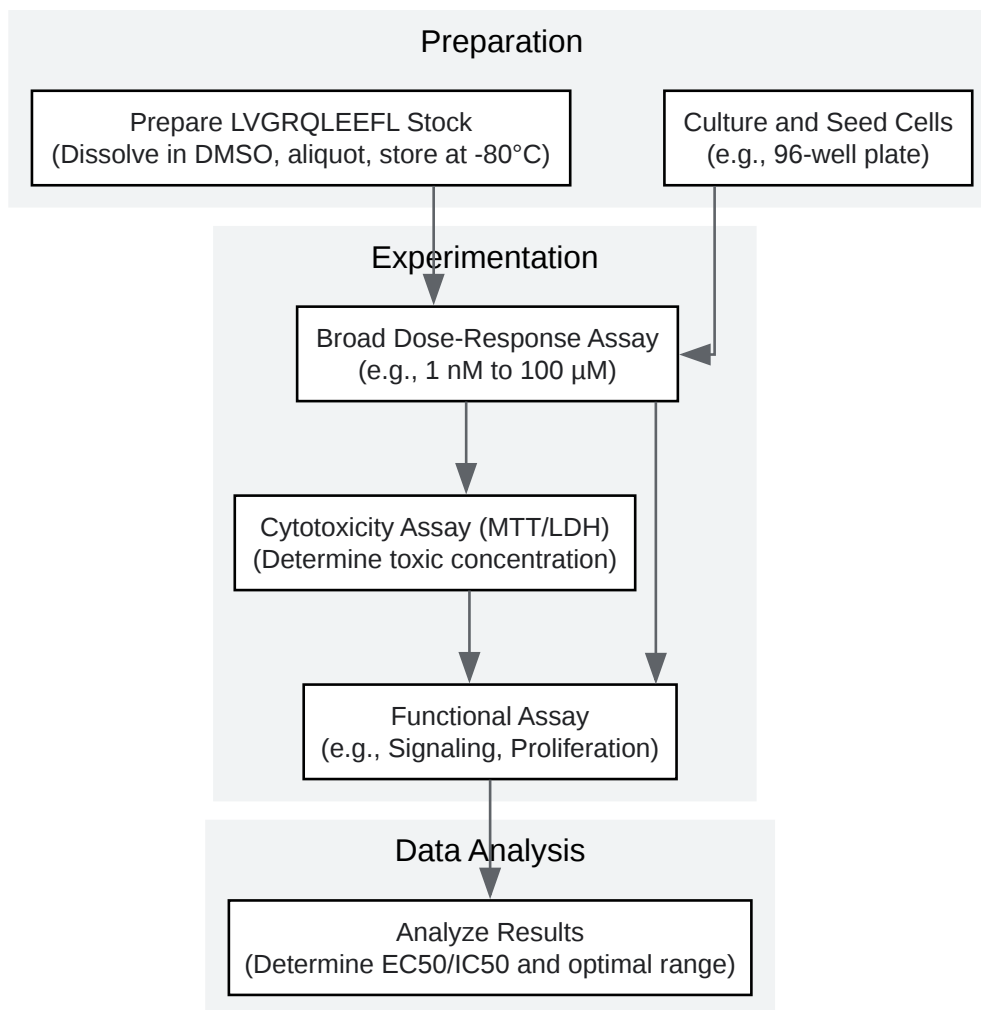 Preparation
Prepare LVGRQLEEFL Stock
(Dissolve in DMSO, aliquot, store at -80°C)
Culture and Seed Cells
(e.g., 96-well plate)
Experimentation
Broad Dose-Response Assay
(e.g., 1 nM to 100 µM)
Cytotoxicity Assay (MTT/LDH)
(Determine toxic concentration)
Functional Assay
(e.g., Signaling, Proliferation)
Data Analysis
Analyze Results
(Determine EC50/IC50 and optimal range)